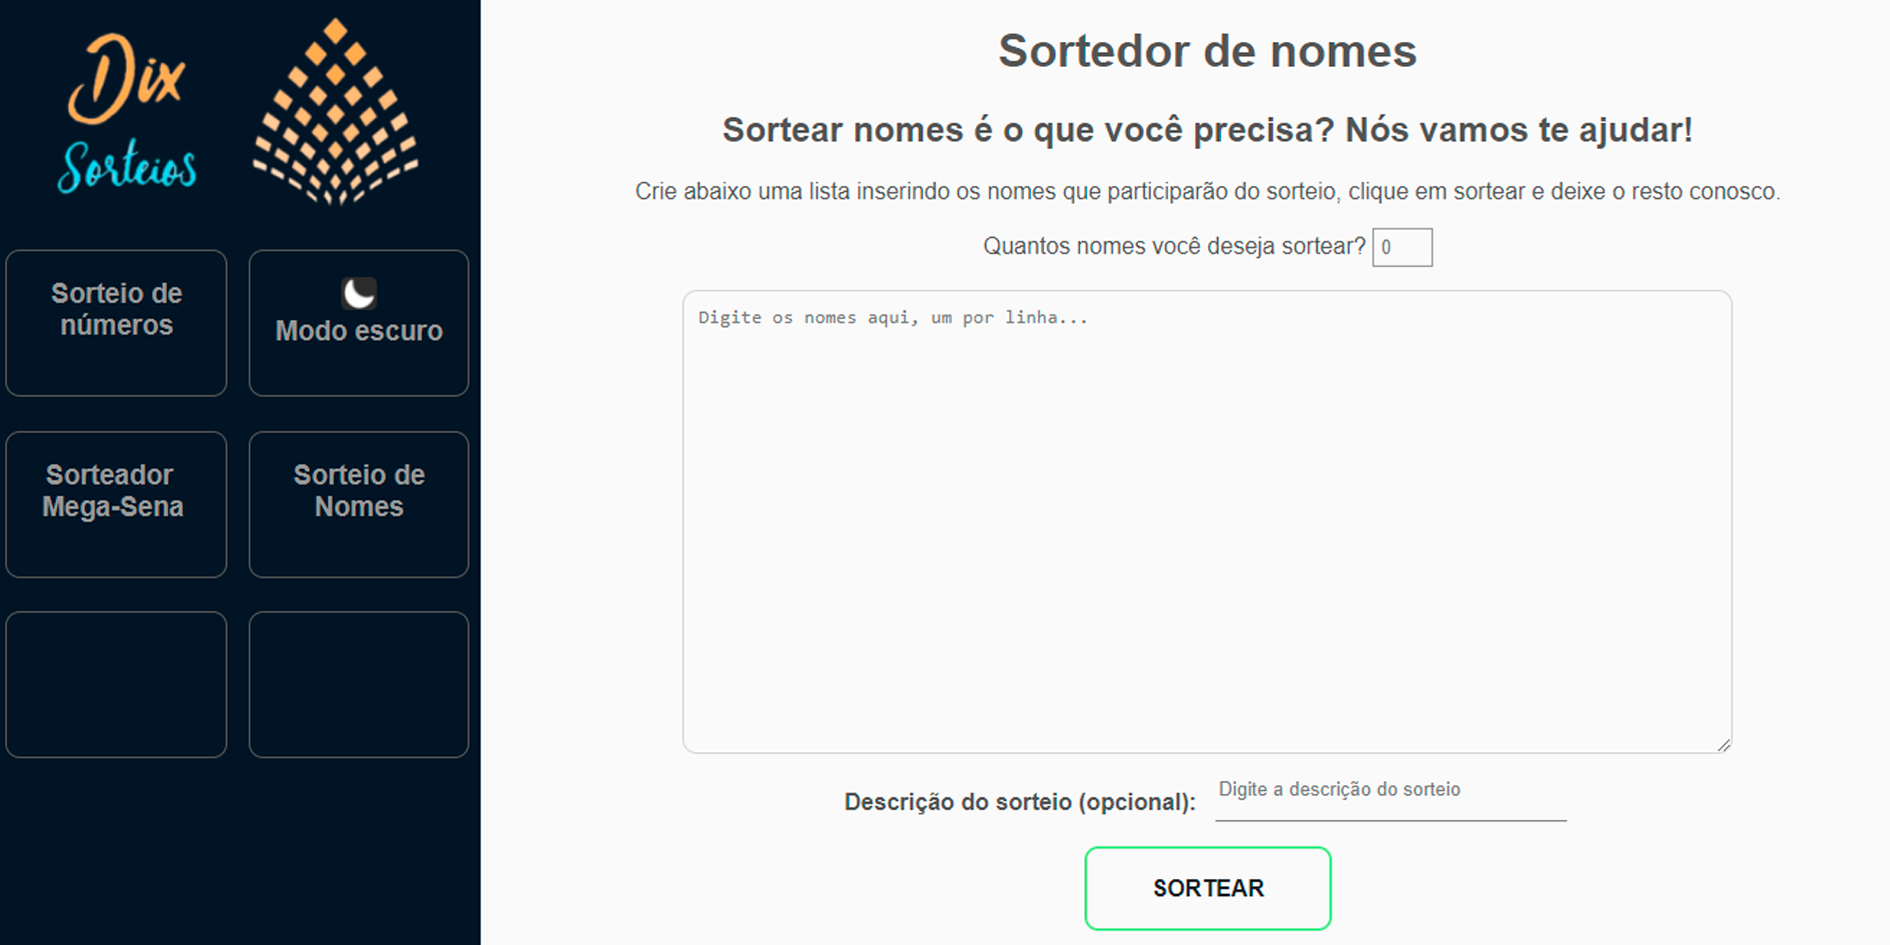 Dix
Sorteios
Sorteio de
números
Modo escuro
Sorteador
Mega-Sena
Sorteio de
Nomes
Sortedor de nomes
Sortear nomes é o que você precisa? Nós vamos te ajudar!
Crie abaixo uma lista inserindo os nomes que participarão do sorteio, clique em sortear e deixe o resto conosco.
Quantos nomes você deseja sortear? 0
Digite os nomes aqui, um por linha...
Descrição do sorteio (opcional): Digite a descrição do sorteio
SORTEAR